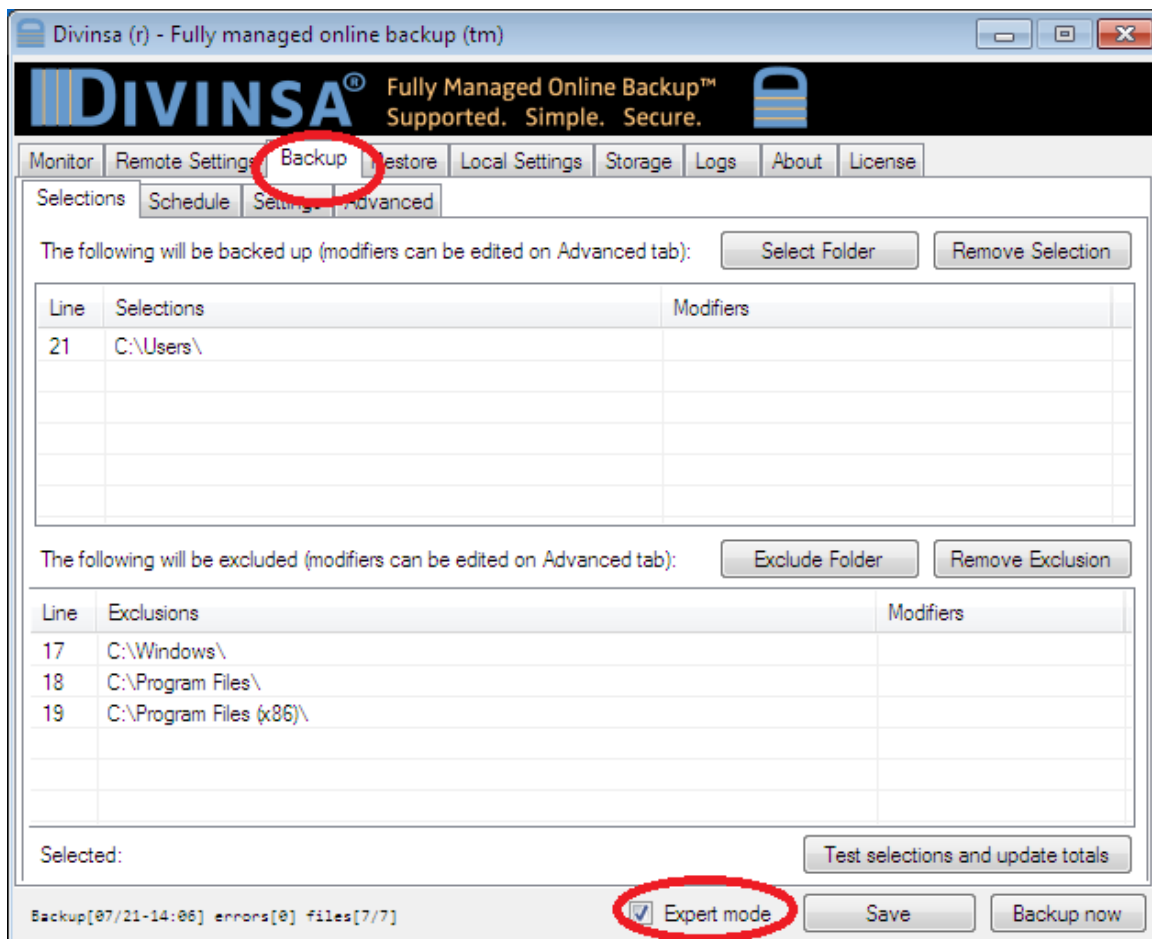 Divinsa (r) - Fully managed online backup (tm)
DIVINSA® Fully Managed Online Backup™
Supported. Simple. Secure.
Monitor Remote Settings Backup Restore Local Settings Storage Logs About License
Selections Schedule Settings Advanced
The following will be backed up (modifiers can be edited on Advanced tab): Select Folder Remove Selection
Line Selections Modifiers
21 C:\Users\
The following will be excluded (modifiers can be edited on Advanced tab): Exclude Folder Remove Exclusion
Line Exclusions Modifiers
17 C:\Windows\
18 C:\Program Files\
19 C:\Program Files (x86)\
Selected: Test selections and update totals
Backup[07/21-14:06] errors[0] files[7/7] Expert mode Save Backup now